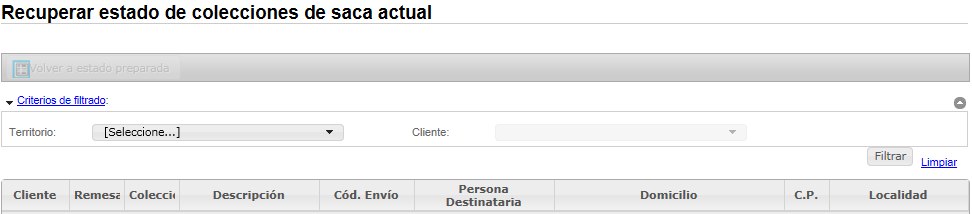 Recuperar estado de colecciones de saca actual
Volver a estado preparada
Criterios de filtrado:
Territorio: [Seleccione...] Cliente:
Filtrar Limpiar
Cliente Remesa Colecció Descripción Cód. Envío Persona Destinataria Domicilio C.P. Localidad